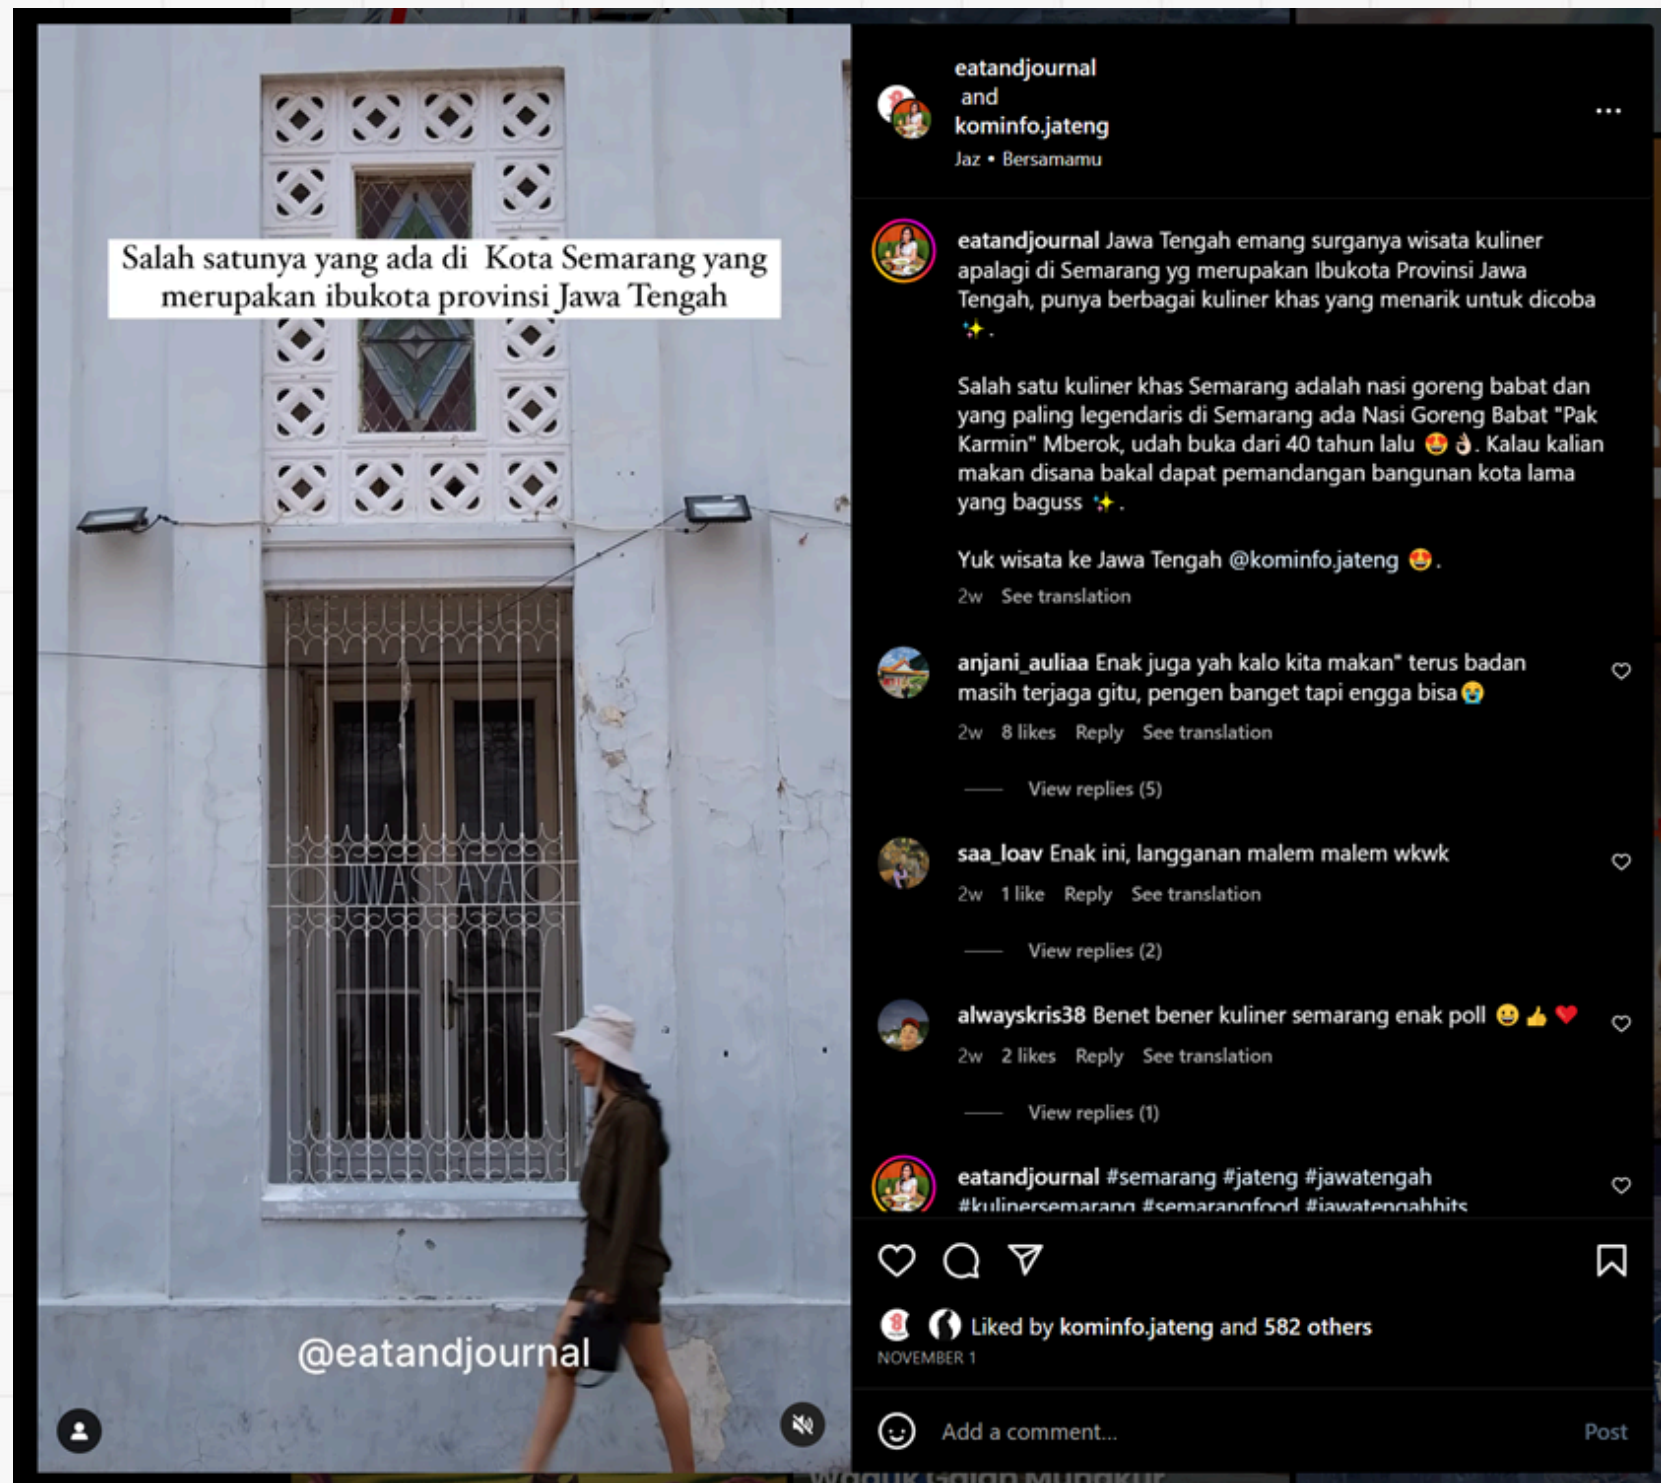 Salah satunya yang ada di Kota Semarang yang
merupakan ibukota provinsi Jawa Tengah
JIWASRAYA
@eatandjournal
eatandjournal
and
kominfo.jateng
Jaz • Bersamamu
eatandjournal Jawa Tengah emang surganya wisata kuliner
apalagi di Semarang yg merupakan Ibukota Provinsi Jawa
Tengah, punya berbagai kuliner khas yang menarik untuk dicoba
✨.
Salah satu kuliner khas Semarang adalah nasi goreng babat dan
yang paling legendaris di Semarang ada Nasi Goreng Babat "Pak
Karmin" Mberok, udah buka dari 40 tahun lalu 😍👌🏻. Kalau kalian
makan disana bakal dapat pemandangan bangunan kota lama
yang baguss ✨.
Yuk wisata ke Jawa Tengah @kominfo.jateng 😍.
2w See translation
anjani_auliaa Enak juga yah kalo kita makan" terus badan
masih terjaga gitu, pengen banget tapi engga bisa😭
2w 8 likes Reply See translation
View replies (5)
saa_loav Enak ini, langganan malem malem wkwk
2w 1 like Reply See translation
View replies (2)
alwayskris38 Benet bener kuliner semarang enak poll 😀👍❤️
2w 2 likes Reply See translation
View replies (1)
eatandjournal #semarang #jateng #jawatengah
#kulinersemarang #semarangfood #jawatengahhits
Liked by kominfo.jateng and 582 others
NOVEMBER 1
Add a comment...
Post